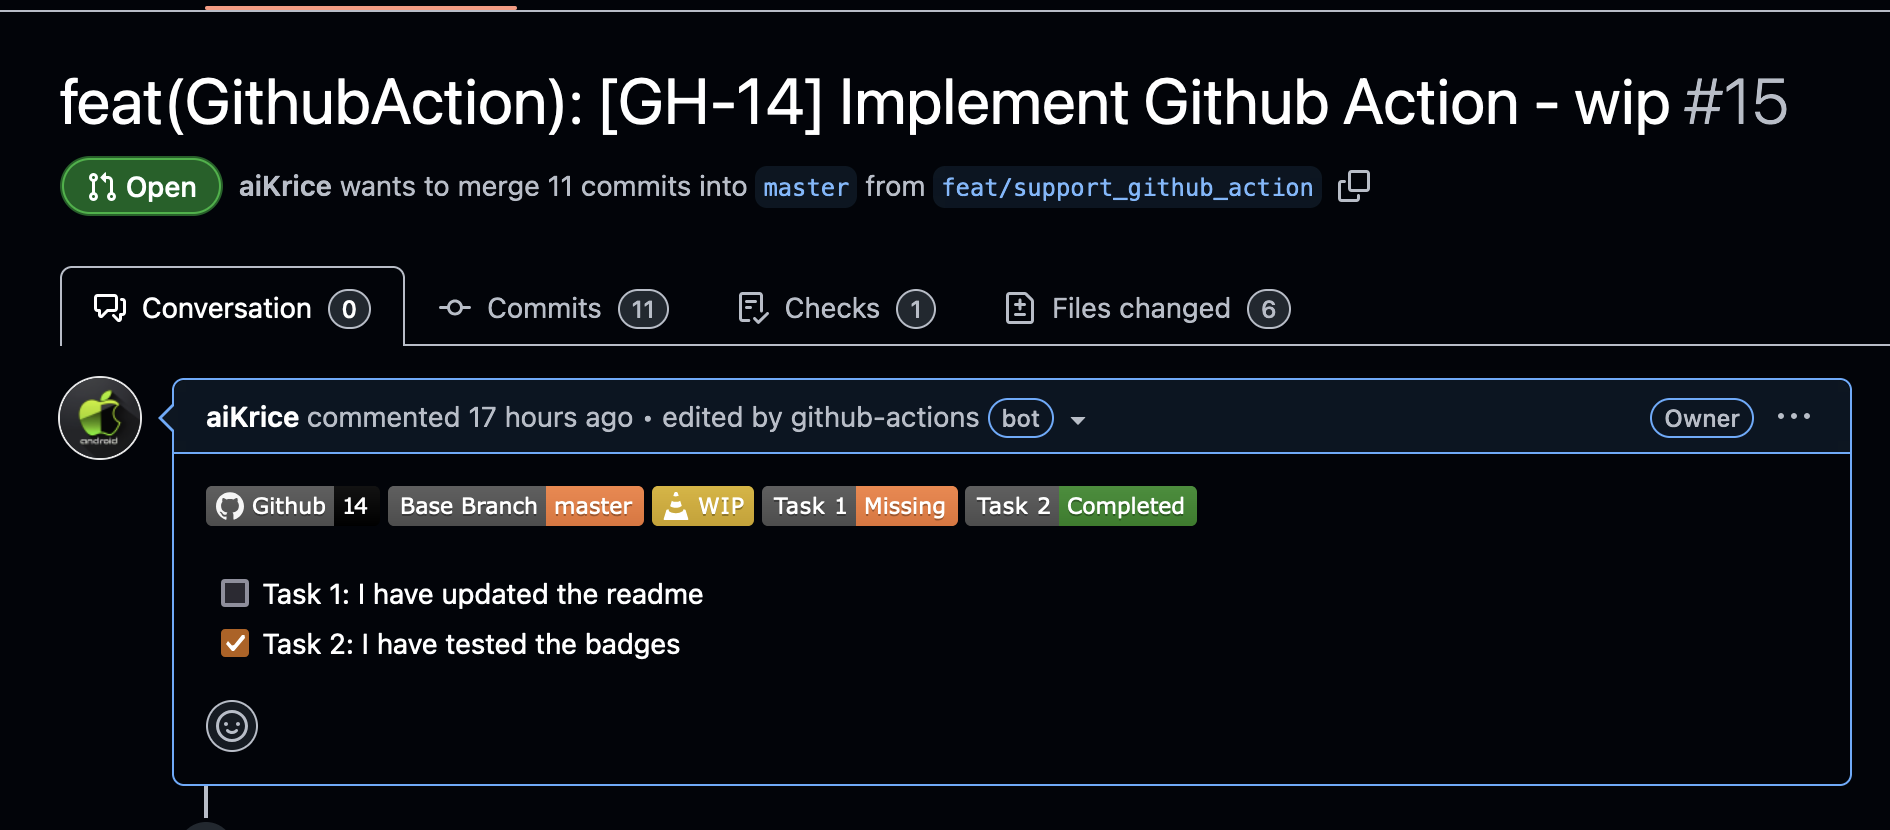 feat(GithubAction): [GH-14] Implement Github Action - wip #15
Open aiKrice wants to merge 11 commits into master from feat/support_github_action
Conversation 0 Commits 11 Checks 1 Files changed 6
android
aiKrice commented 17 hours ago • edited by github-actions bot Owner
Github 14 Base Branch master WIP Task 1 Missing Task 2 Completed
Task 1: I have updated the readme
Task 2: I have tested the badges